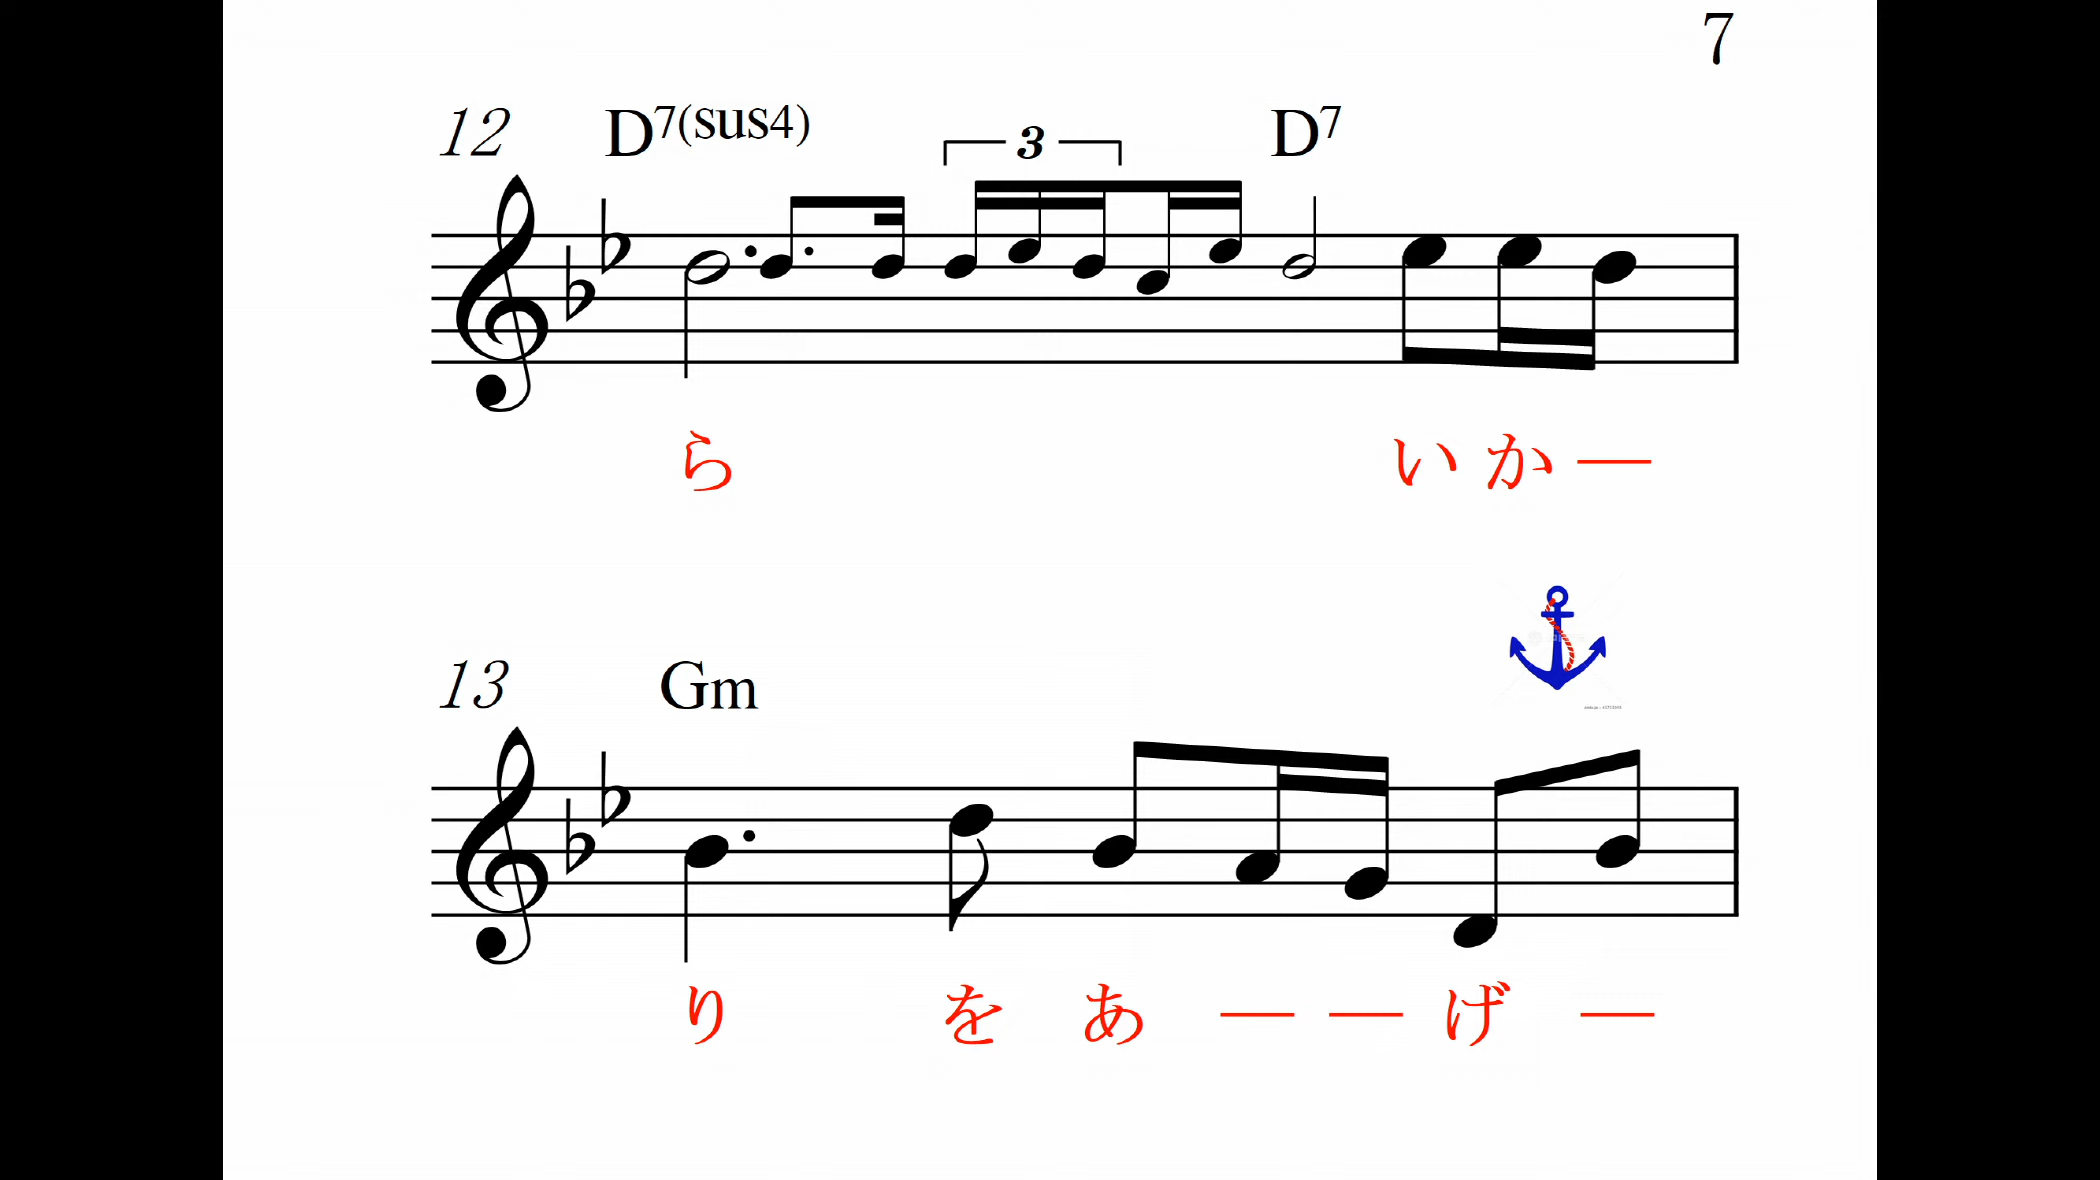 7
12 D7(sus4) 3 D7
ら い か ―
13 Gm
り を あ ― ― げ ―